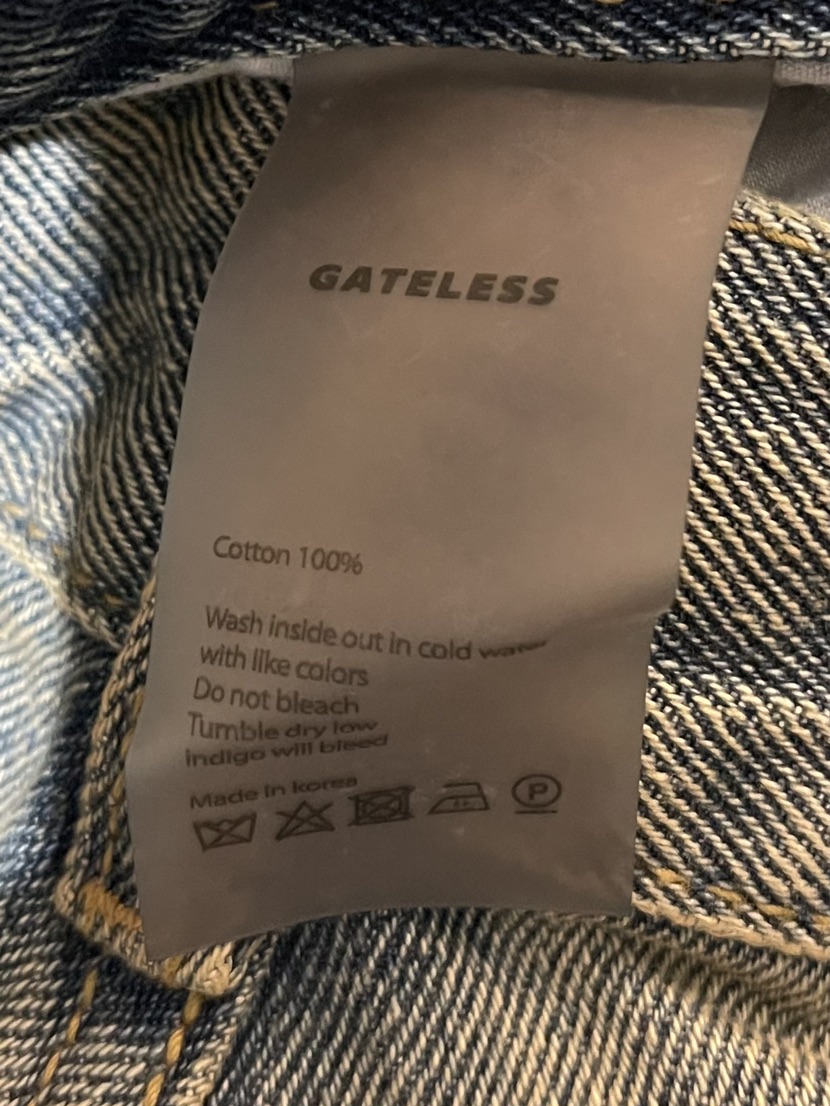 GATELESS
Cotton 100%
Wash inside out in cold water
with like colors
Do not bleach
Tumble dry low
indigo will bleed
Made in korea
P